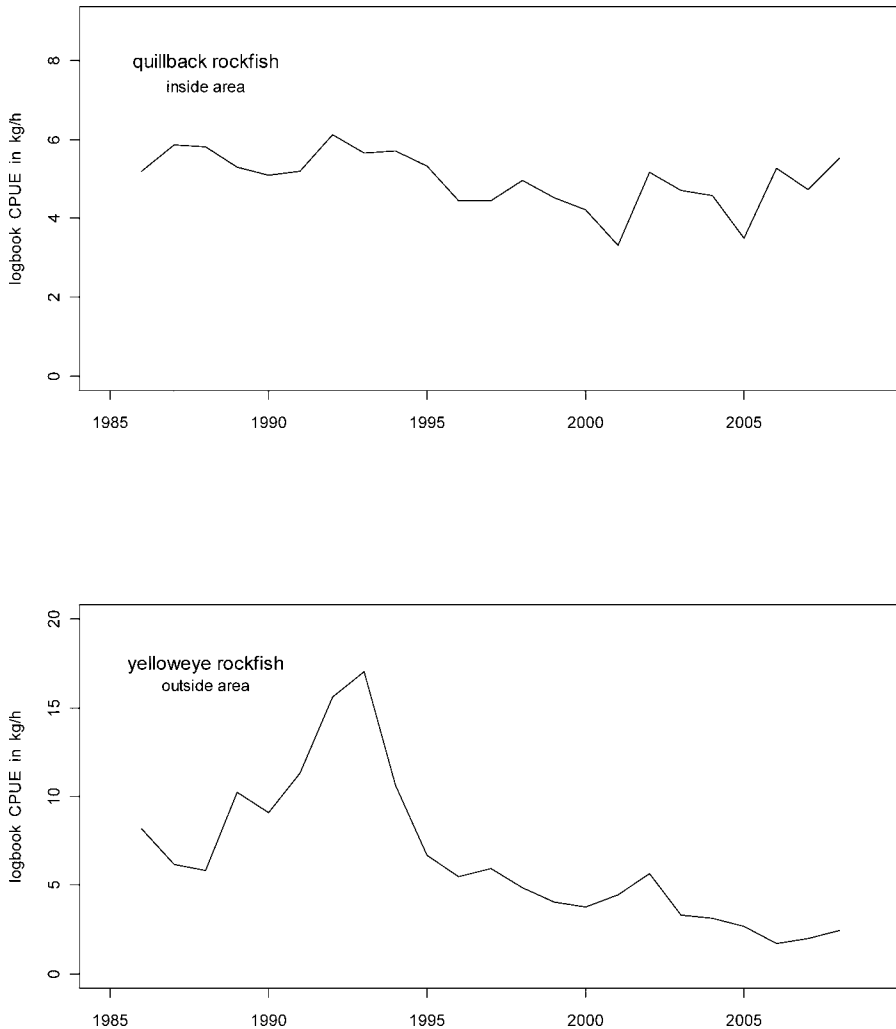 quillback rockfish
inside area
logbook CPUE in kg/h
8
6
4
2
0
1985 1990 1995 2000 2005
yelloweye rockfish
outside area
logbook CPUE in kg/h
20
15
10
5
0
1985 1990 1995 2000 2005